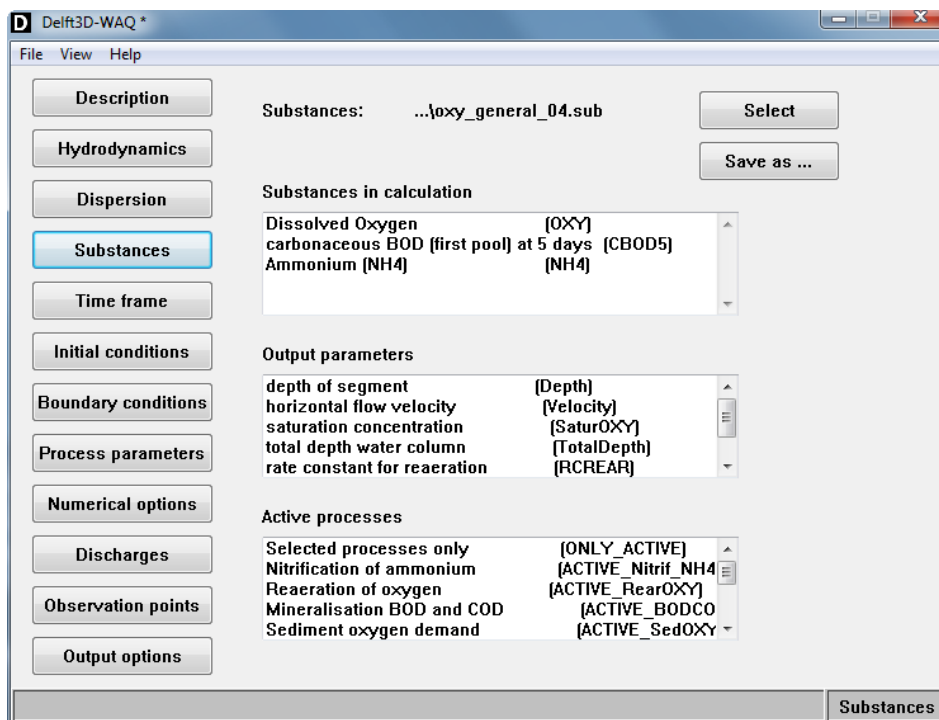 D Delft3D-WAQ *
File View Help
Description
Hydrodynamics
Dispersion
Substances
Time frame
Initial conditions
Boundary conditions
Process parameters
Numerical options
Discharges
Observation points
Output options
Substances: ...\oxy_general_04.sub
Select
Save as ...
Substances in calculation
Dissolved Oxygen (OXY)
carbonaceous BOD (first pool) at 5 days (CBOD5)
Ammonium (NH4) (NH4)
Output parameters
depth of segment (Depth)
horizontal flow velocity (Velocity)
saturation concentration (SaturOXY)
total depth water column (TotalDepth)
rate constant for reaeration (RCREAR)
Active processes
Selected processes only (ONLY_ACTIVE)
Nitrification of ammonium (ACTIVE_Nitrif_NH4
Reaeration of oxygen (ACTIVE_RearOXY)
Mineralisation BOD and COD (ACTIVE_BODCO
Sediment oxygen demand (ACTIVE_SedOXY
Substances